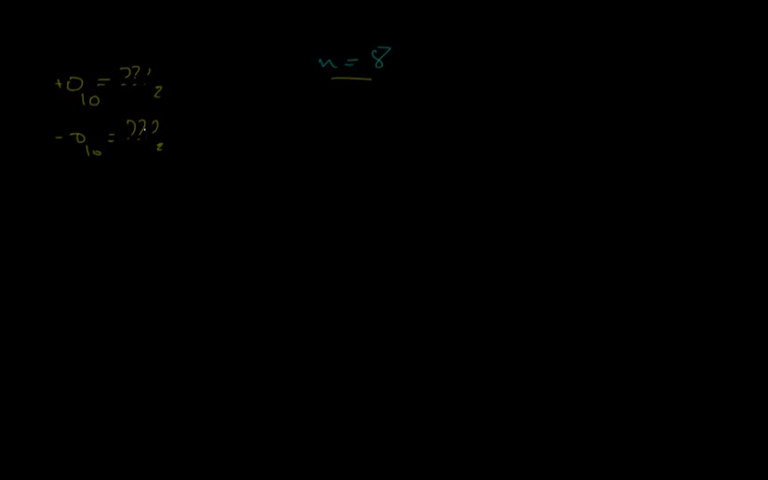 n = 8
+0₁₀ = ???₂
-0₁₀ = ???₂